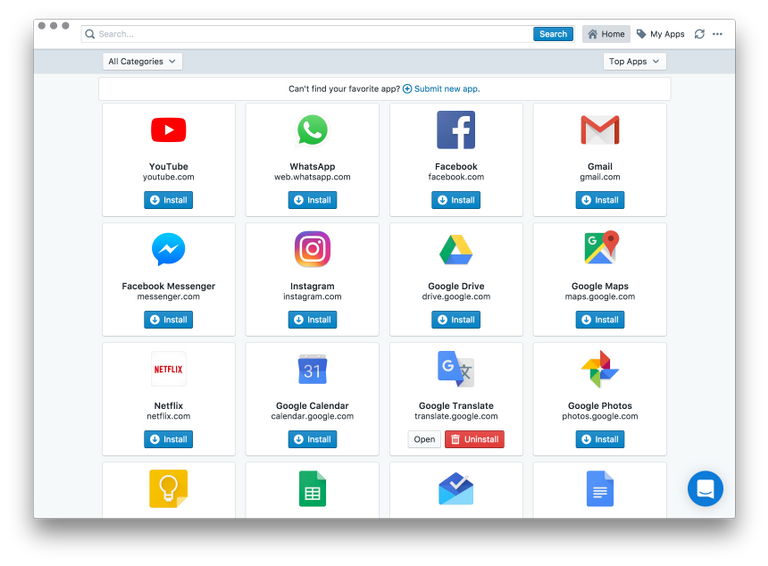 Search...
Search
Home
My Apps
All Categories
Top Apps
Can't find your favorite app? Submit new app.
YouTube
youtube.com
Install
WhatsApp
web.whatsapp.com
Install
Facebook
facebook.com
Install
Gmail
gmail.com
Install
Facebook Messenger
messenger.com
Install
Instagram
instagram.com
Install
Google Drive
drive.google.com
Install
G
Google Maps
maps.google.com
Install
NETFLIX
Netflix
netflix.com
Install
31
Google Calendar
calendar.google.com
Install
G 文
Google Translate
translate.google.com
Open
Uninstall
Google Photos
photos.google.com
Install